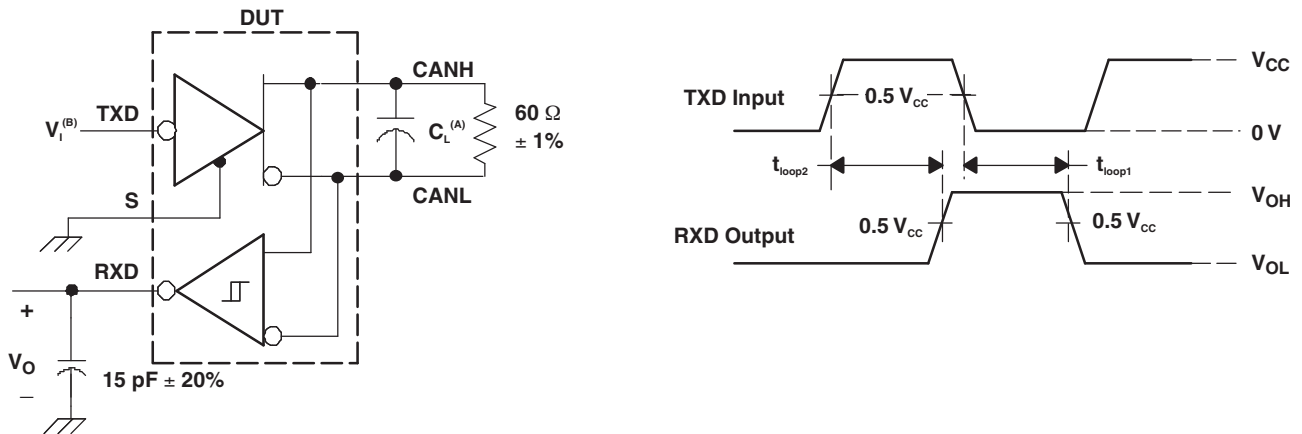 DUT
CANH
TXD
V_I^(B)
C_L^(A)
60 Ω
± 1%
S
CANL
RXD
+
V_O
–
15 pF ± 20%
V_CC
TXD Input
0.5 V_CC
0 V
t_loop2
t_loop1
V_OH
0.5 V_CC
0.5 V_CC
RXD Output
V_OL